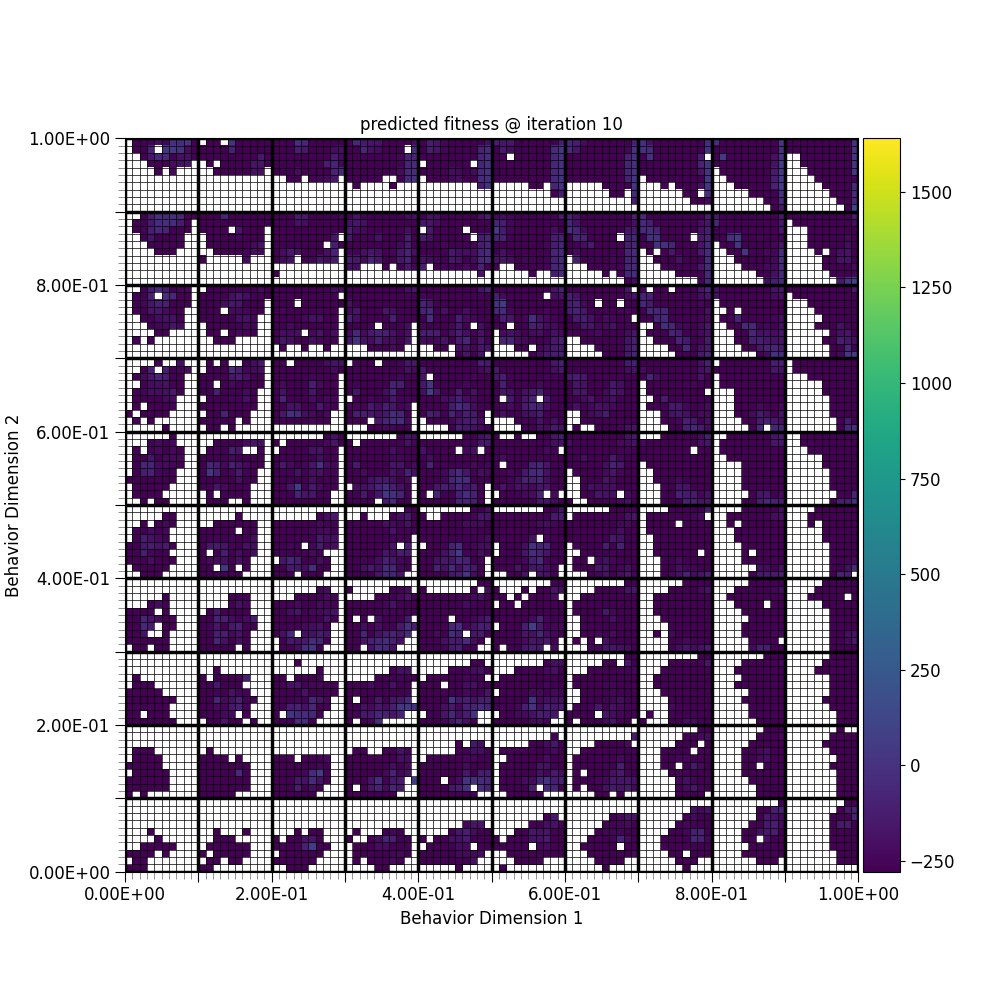 predicted fitness @ iteration 10
1.00E+00
8.00E-01
6.00E-01
4.00E-01
2.00E-01
0.00E+00
Behavior Dimension 2
0.00E+00 2.00E-01 4.00E-01 6.00E-01 8.00E-01 1.00E+00
Behavior Dimension 1
1500
1250
1000
750
500
250
0
−250